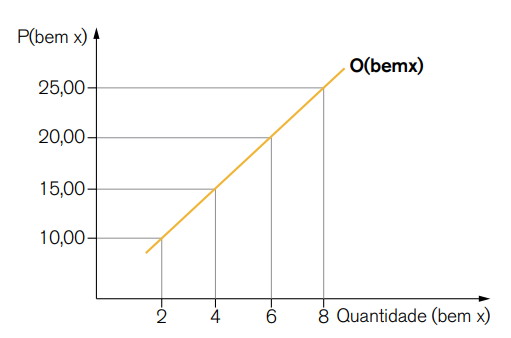 P(bem x)
O(bemx)
25,00
20,00
15,00
10,00
2 4 6 8 Quantidade (bem x)